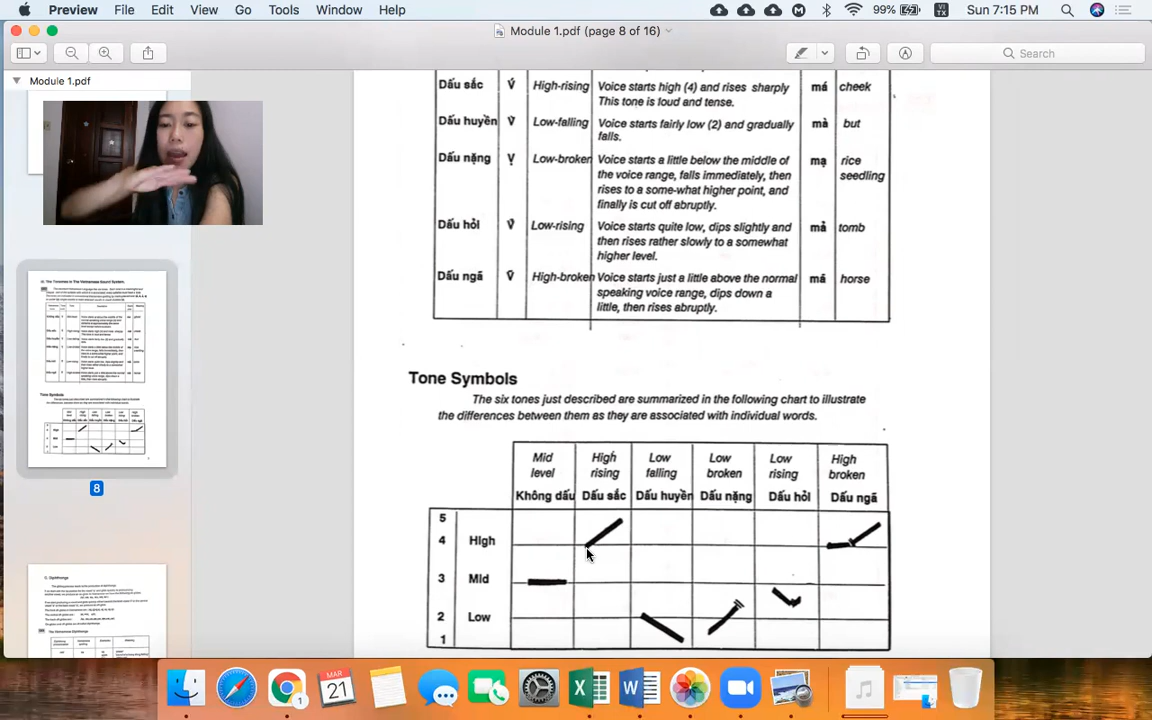 Preview File Edit View Go Tools Window Help
99% VI TX Sun 7:15 PM
Module 1.pdf (page 8 of 16)
Search
Module 1.pdf
8
Dấu sắc V́ High-rising Voice starts high (4) and rises sharply má cheek
This tone is loud and tense.
Dấu huyền V̀ Low-falling Voice starts fairly low (2) and gradually mà but
falls.
Dấu nặng Ṿ Low-broken Voice starts a little below the middle of mạ rice
the voice range, falls immediately, then seedling
rises to a some-what higher point, and
finally is cut off abruptly.
Dấu hỏi V̉ Low-rising Voice starts quite low, dips slightly and mả tomb
then rises rather slowly to a somewhat
higher level.
Dấu ngã Ṽ High-broken Voice starts just a little above the normal má horse
speaking voice range, dips down a
little, then rises abruptly.
Tone Symbols
The six tones just described are summarized in the following chart to illustrate
the differences between them as they are associated with individual words.
Mid High Low Low Low High
level rising falling broken rising broken
Không dấu Dấu sắc Dấu huyền Dấu nặng Dấu hỏi Dấu ngã
5
4 High
3 Mid
2 Low
1
MAR
21
1